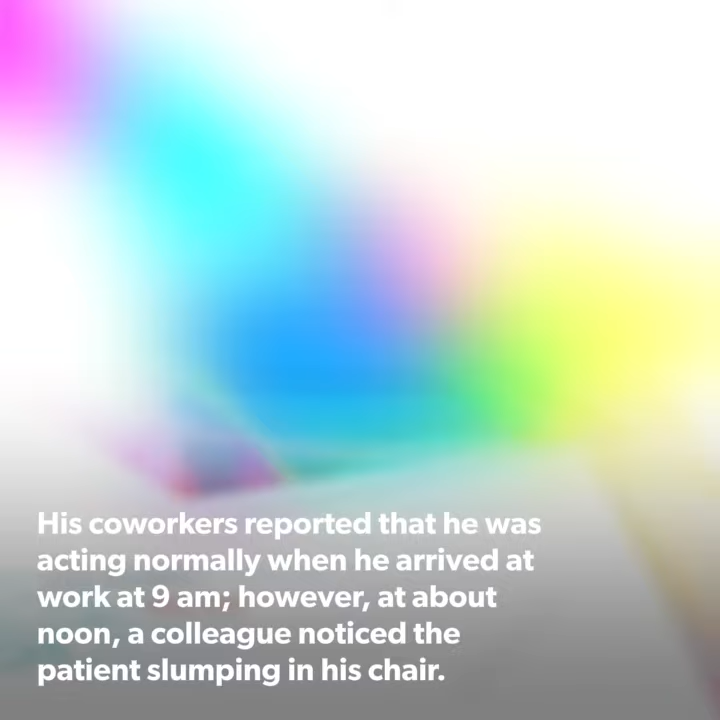 His coworkers reported that he was
acting normally when he arrived at
work at 9 am; however, at about
noon, a colleague noticed the
patient slumping in his chair.